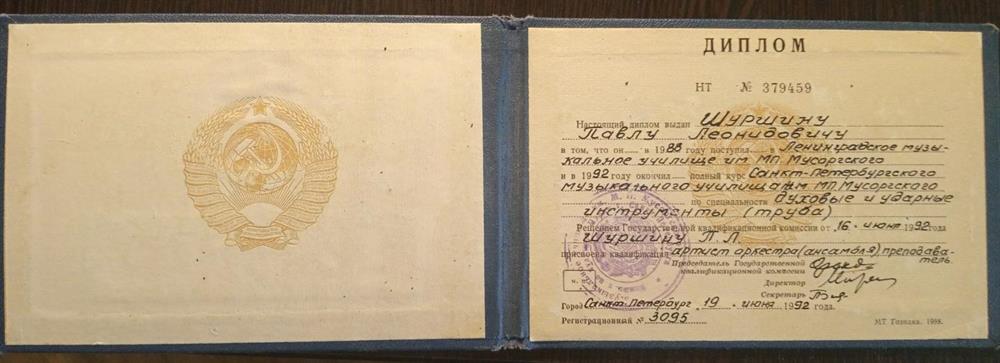 ДИПЛОМ
НТ № 379459
Настоящий диплом выдан Шуршину
Павлу Леонидовичу
в том, что он в 1988 году поступил в Ленинградское музы-
кальное училище им МП. Мусоргского
и в 1992 году окончил полный курс Санкт-Петербургского
музыкального училища им. МП. Мусоргского
по специальности духовые и ударные
инструменты (труба)
Решением Государственной квалификационной комиссии от 16 июня 1992 года
Шуршину П.Л.
присвоена квалификация артист оркестра (ансамбля), преподава-
тель.
Председатель Государственной
квалификационной комиссии
Директор
Секретарь
Город Санкт-Петербург 19 июня 1992 года.
Регистрационный № 3095
МТ Гознака. 1988.